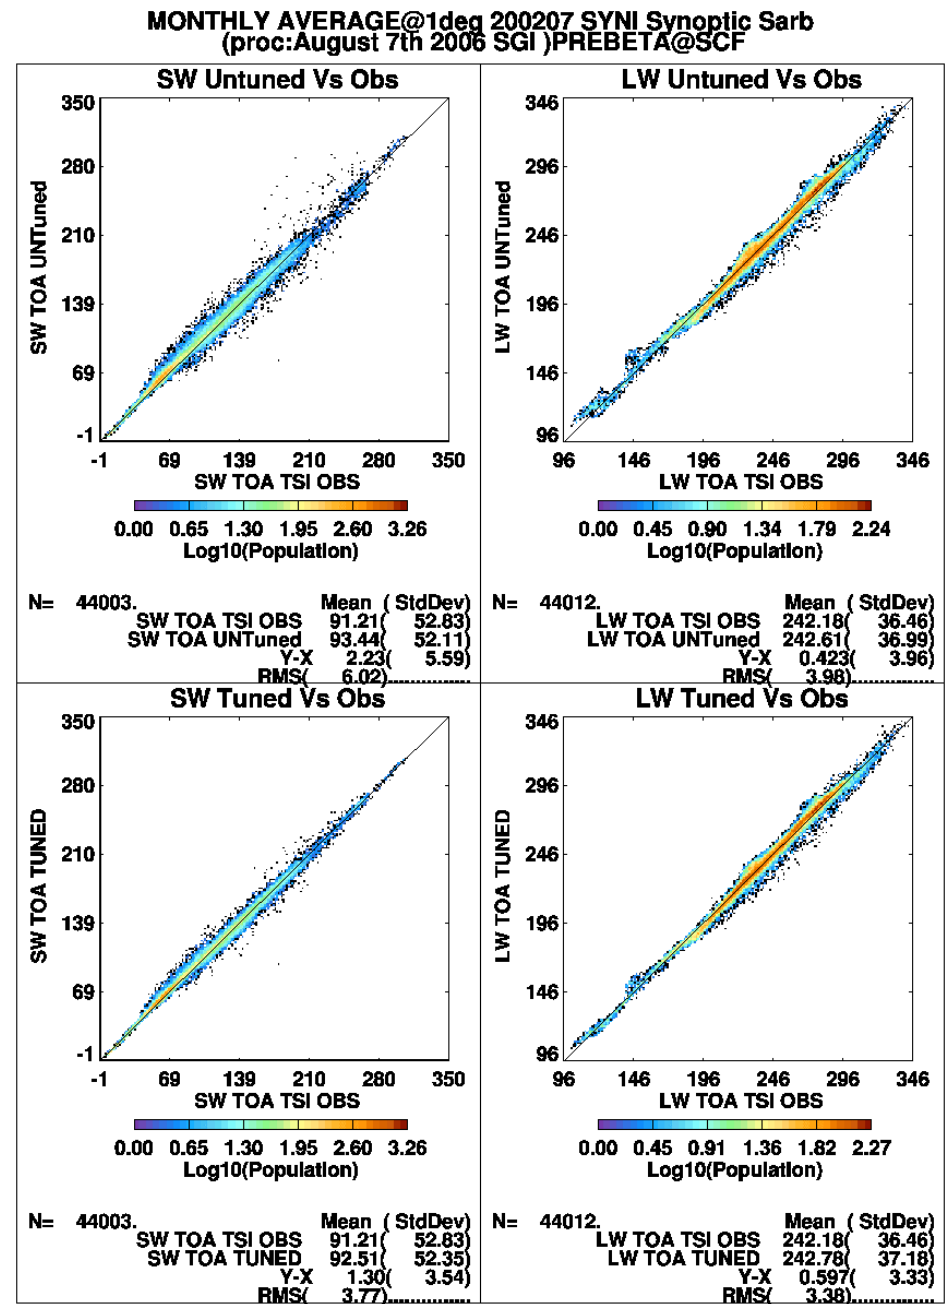 MONTHLY AVERAGE@1deg 200207 SYNI Synoptic Sarb
(proc:August 7th 2006 SGI )PREBETA@SCF
SW Untuned Vs Obs
350
280
210
139
69
-1
SW TOA UNTuned
-1 69 139 210 280 350
SW TOA TSI OBS
0.00 0.65 1.30 1.95 2.60 3.26
Log10(Population)
N= 44003. Mean ( StdDev)
SW TOA TSI OBS 91.21( 52.83)
SW TOA UNTuned 93.44( 52.11)
Y-X 2.23( 5.59)
RMS( 6.02)...............
LW Untuned Vs Obs
346
296
246
196
146
96
LW TOA UNTuned
96 146 196 246 296 346
LW TOA TSI OBS
0.00 0.45 0.90 1.34 1.79 2.24
Log10(Population)
N= 44012. Mean ( StdDev)
LW TOA TSI OBS 242.18( 36.46)
LW TOA UNTuned 242.61( 36.99)
Y-X 0.423( 3.96)
RMS( 3.98)...............
SW Tuned Vs Obs
350
280
210
139
69
-1
SW TOA TUNED
-1 69 139 210 280 350
SW TOA TSI OBS
0.00 0.65 1.30 1.95 2.60 3.26
Log10(Population)
N= 44003. Mean ( StdDev)
SW TOA TSI OBS 91.21( 52.83)
SW TOA TUNED 92.51( 52.35)
Y-X 1.30( 3.54)
RMS( 3.77)...............
LW Tuned Vs Obs
346
296
246
196
146
96
LW TOA TUNED
96 146 196 246 296 346
LW TOA TSI OBS
0.00 0.45 0.91 1.36 1.82 2.27
Log10(Population)
N= 44012. Mean ( StdDev)
LW TOA TSI OBS 242.18( 36.46)
LW TOA TUNED 242.78( 37.18)
Y-X 0.597( 3.33)
RMS( 3.38)...............